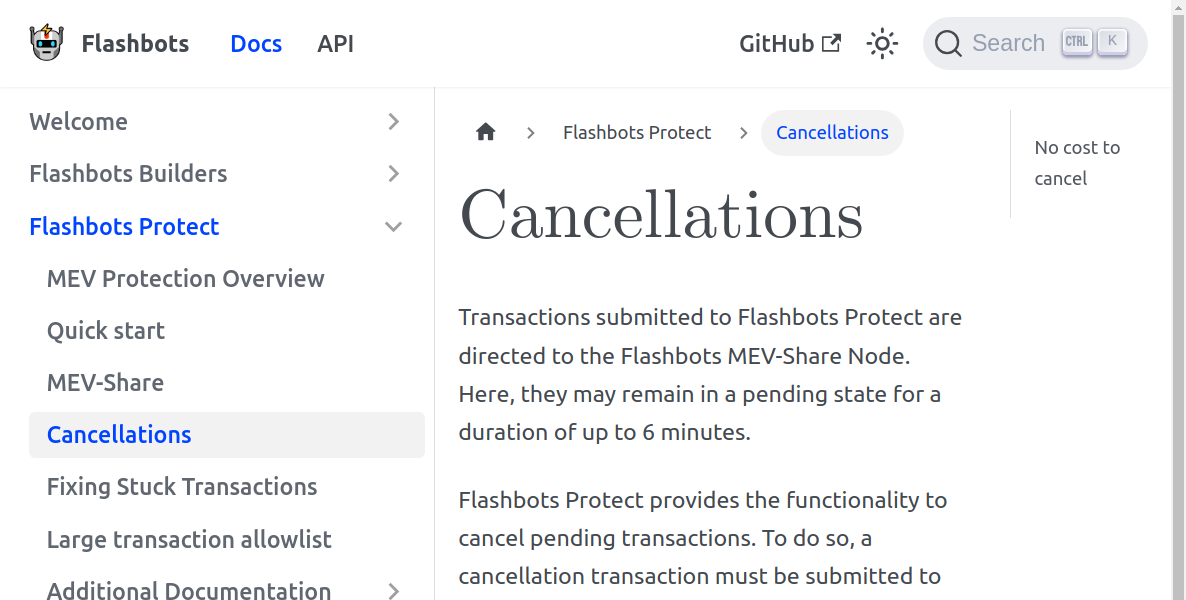 Flashbots
Docs
API
GitHub
Search CTRL K
Welcome
Flashbots Builders
Flashbots Protect
MEV Protection Overview
Quick start
MEV-Share
Cancellations
Fixing Stuck Transactions
Large transaction allowlist
Additional Documentation
Flashbots Protect
Cancellations
Cancellations
Transactions submitted to Flashbots Protect are
directed to the Flashbots MEV-Share Node.
Here, they may remain in a pending state for a
duration of up to 6 minutes.
Flashbots Protect provides the functionality to
cancel pending transactions. To do so, a
cancellation transaction must be submitted to
No cost to
cancel